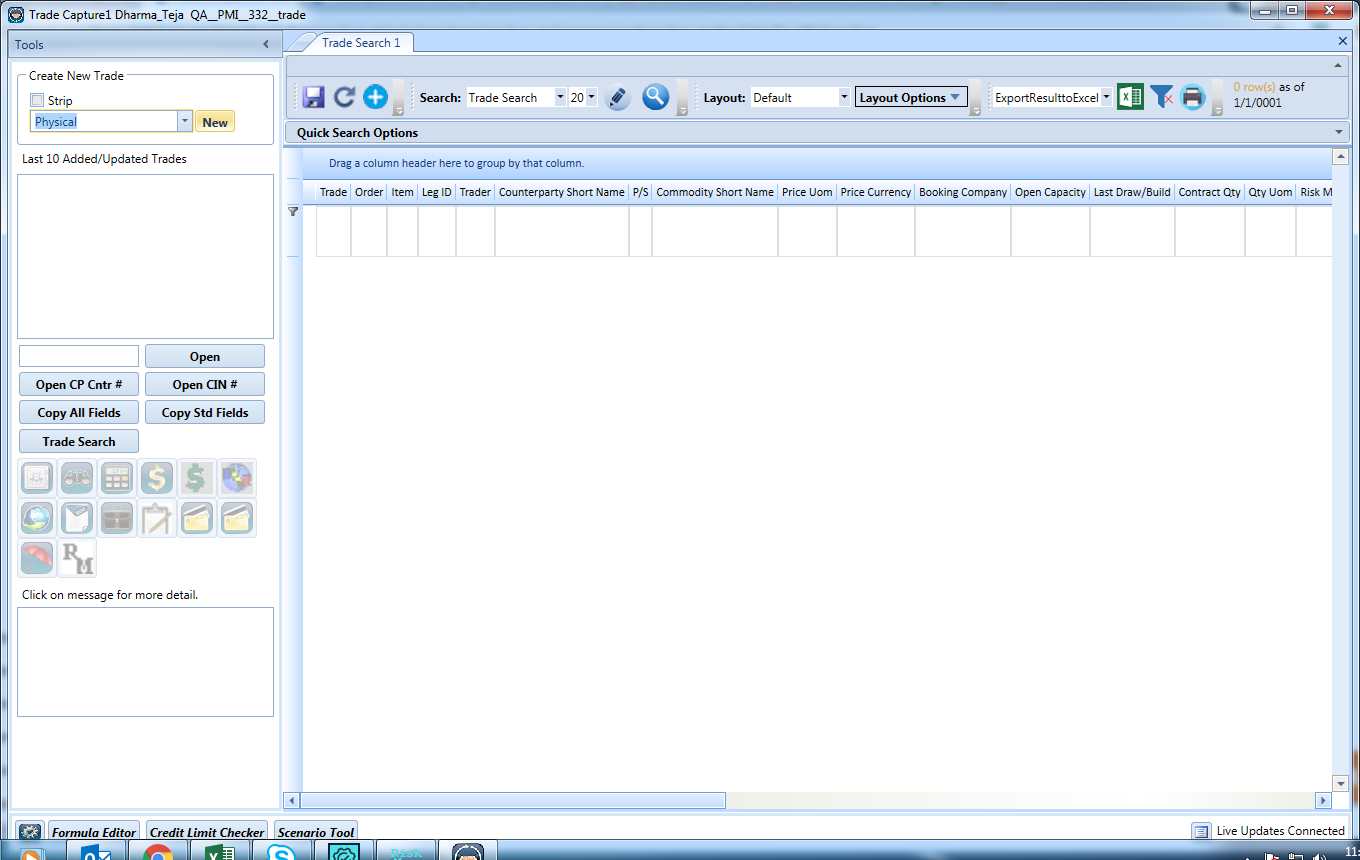 Trade Capture1 Dharma_Teja  QA__PMI__332__trade
Tools
Trade Search 1
Create New Trade
Strip
Physical
New
Last 10 Added/Updated Trades
Open
Open CP Cntr #
Open CIN #
Copy All Fields
Copy Std Fields
Trade Search
RM
Click on message for more detail.
Search: Trade Search 20
Layout: Default
Layout Options
ExportResulttoExcel
0 row(s) as of
1/1/0001
Quick Search Options
Drag a column header here to group by that column.
Trade Order Item Leg ID Trader Counterparty Short Name P/S Commodity Short Name Price Uom Price Currency Booking Company Open Capacity Last Draw/Build Contract Qty Qty Uom Risk M
Formula Editor
Credit Limit Checker
Scenario Tool
Live Updates Connected
Risk
11: